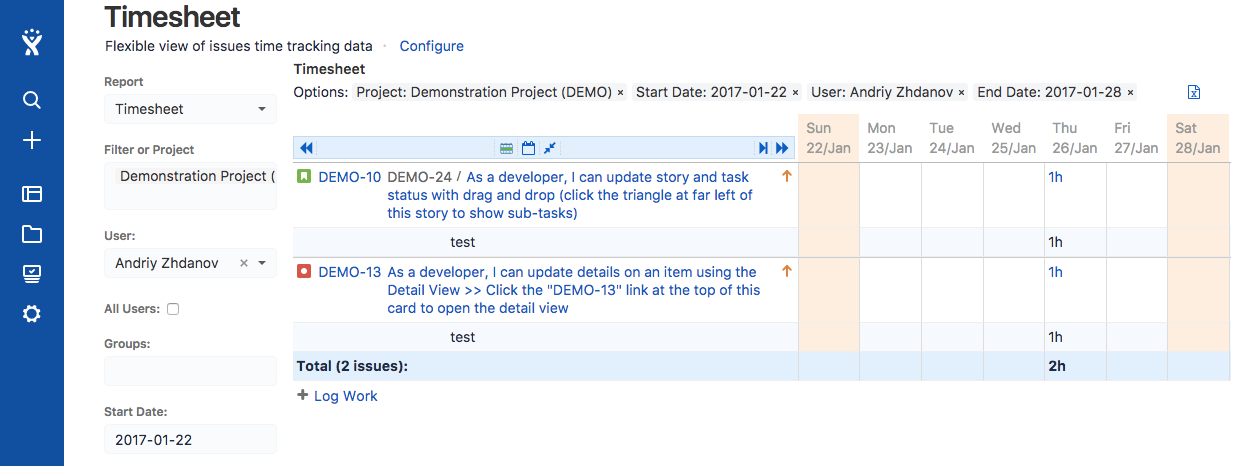 Timesheet
Flexible view of issues time tracking data · Configure
Report
Timesheet
Filter or Project
Demonstration Project (
User:
Andriy Zhdanov ×
All Users:
Groups:
Start Date:
2017-01-22
Timesheet
Options: Project: Demonstration Project (DEMO) × Start Date: 2017-01-22 × User: Andriy Zhdanov × End Date: 2017-01-28 ×
Sun Mon Tue Wed Thu Fri Sat
22/Jan 23/Jan 24/Jan 25/Jan 26/Jan 27/Jan 28/Jan
DEMO-10 DEMO-24 / As a developer, I can update story and task 1h
status with drag and drop (click the triangle at far left of
this story to show sub-tasks)
test 1h
DEMO-13 As a developer, I can update details on an item using the 1h
Detail View >> Click the "DEMO-13" link at the top of this
card to open the detail view
test 1h
Total (2 issues): 2h
+ Log Work